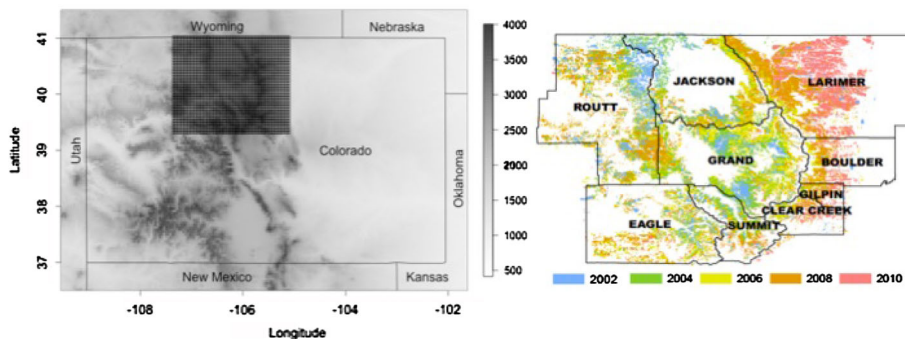 Wyoming
Nebraska
Utah
Colorado
Oklahoma
New Mexico
Kansas
41
40
39
38
37
Latitude
-108
-106
-104
-102
Longitude
4000
3500
3000
2500
2000
1500
1000
500
JACKSON
LARIMER
ROUTT
GRAND
BOULDER
GILPIN
CLEAR CREEK
EAGLE
SUMMIT
2002
2004
2006
2008
2010